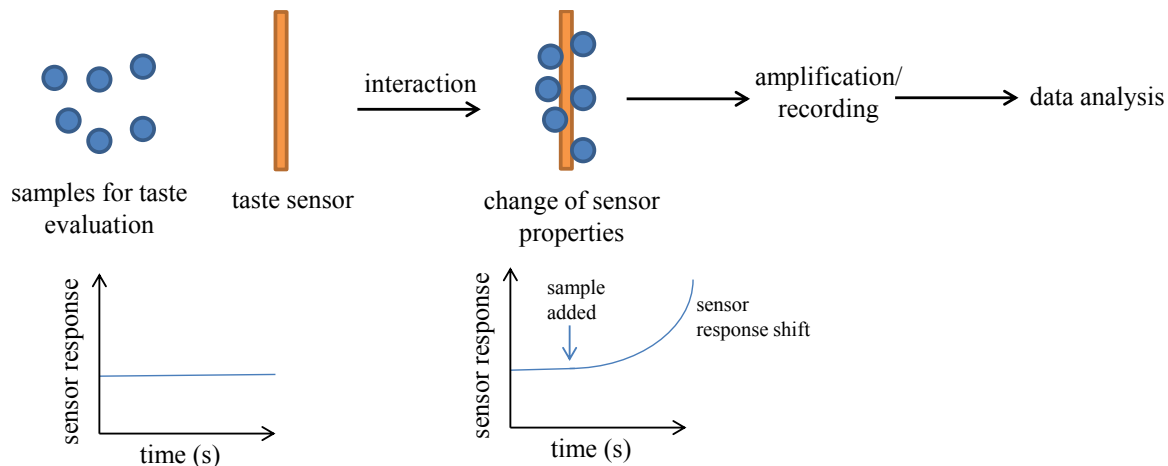 samples for taste
evaluation
taste sensor
interaction
change of sensor
properties
amplification/
recording
data analysis
sensor response
time (s)
sensor response
sample
added
sensor
response shift
time (s)